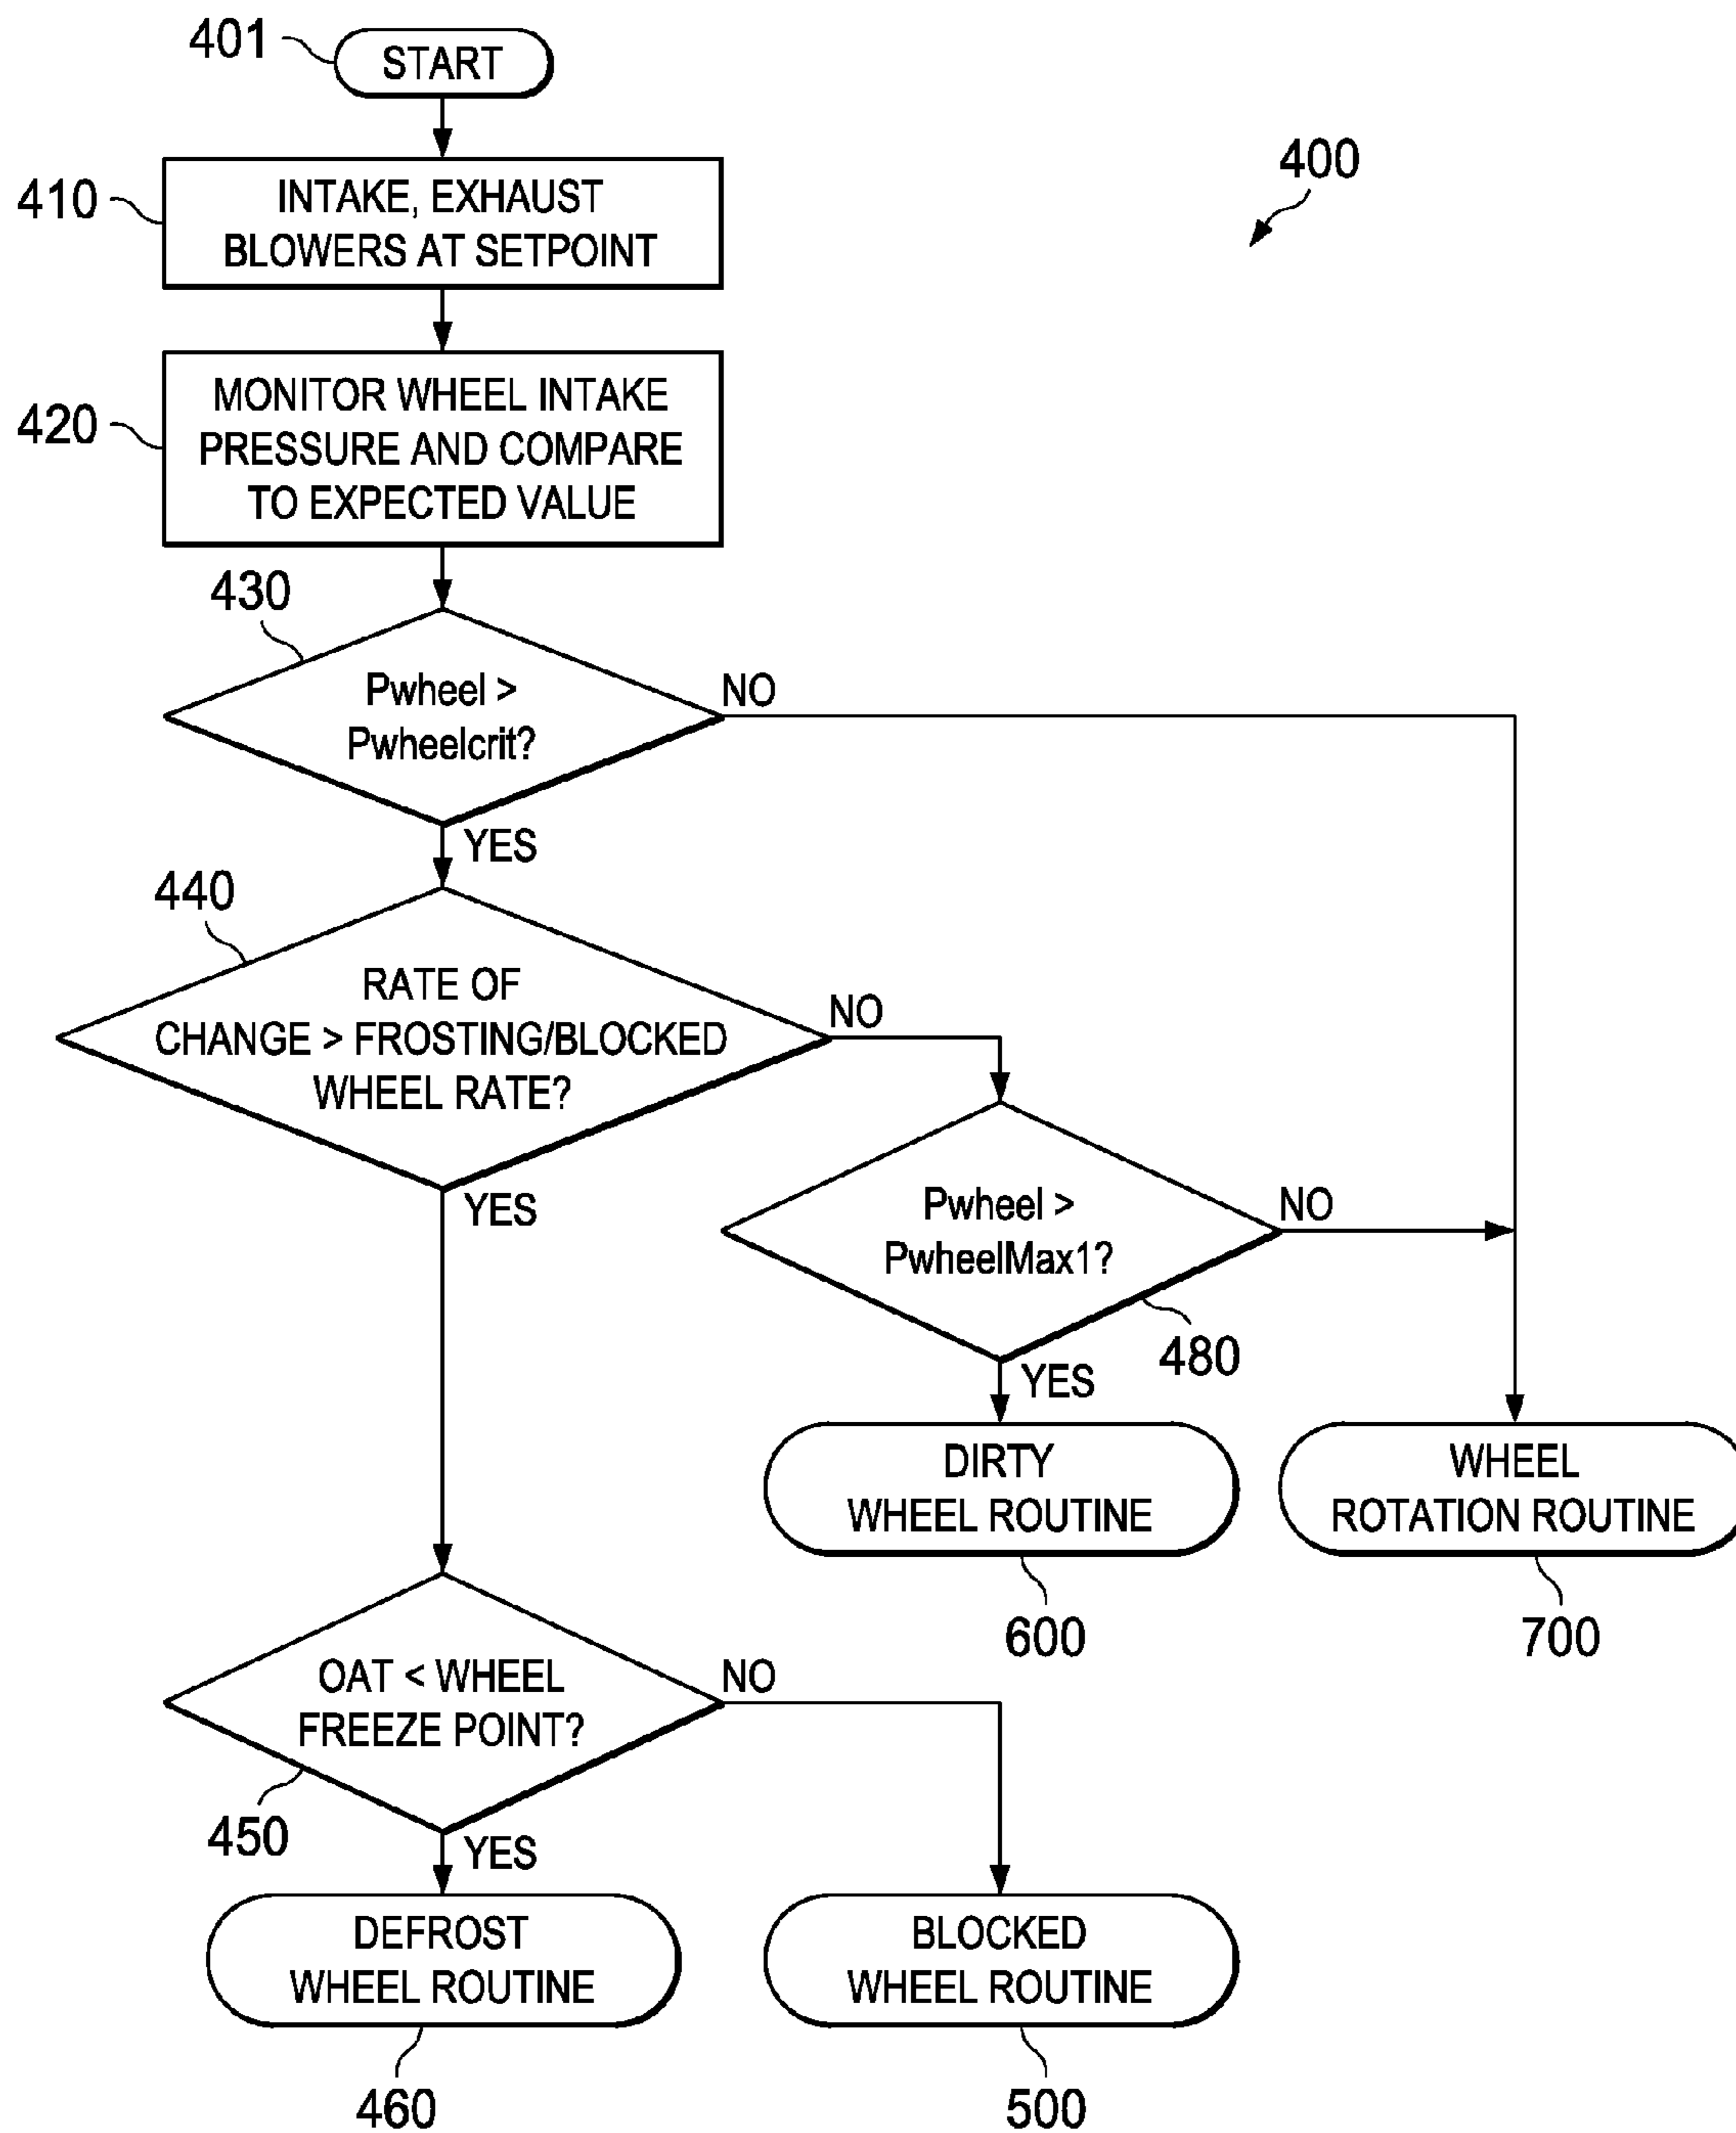 401
START
400
410
INTAKE, EXHAUST
BLOWERS AT SETPOINT
420
MONITOR WHEEL INTAKE
PRESSURE AND COMPARE
TO EXPECTED VALUE
430
Pwheel >
Pwheelcrit?
NO
YES
440
RATE OF
CHANGE > FROSTING/BLOCKED
WHEEL RATE?
NO
YES
Pwheel >
PwheelMax1?
NO
480
YES
DIRTY
WHEEL ROUTINE
600
WHEEL
ROTATION ROUTINE
700
OAT < WHEEL
FREEZE POINT?
NO
450
YES
DEFROST
WHEEL ROUTINE
460
BLOCKED
WHEEL ROUTINE
500